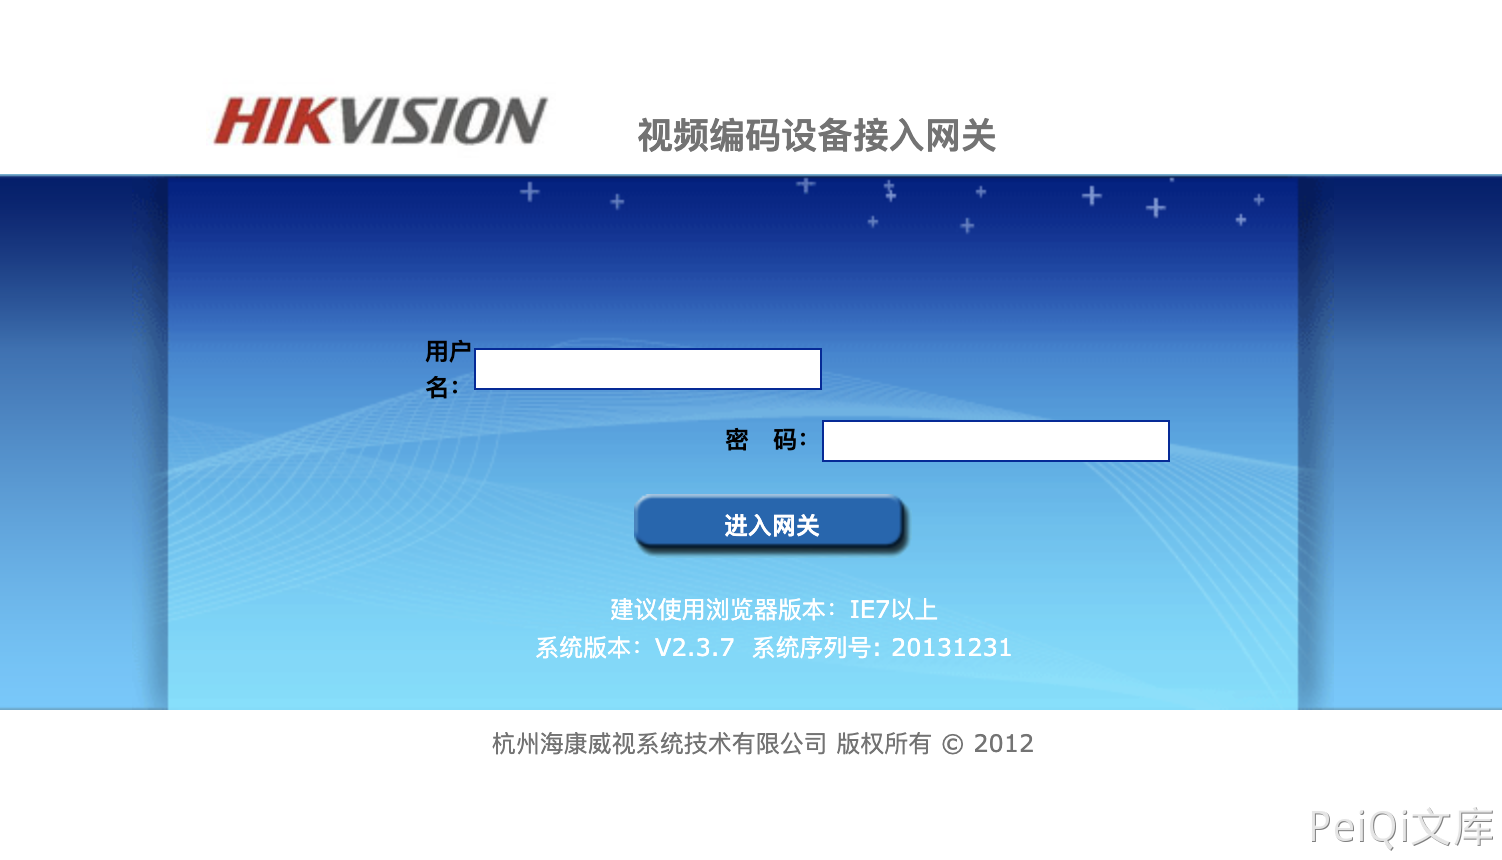 HIKVISION 视频编码设备接入网关
用户
名：
密 码：
进入网关
建议使用浏览器版本：IE7以上
系统版本：V2.3.7 系统序列号: 20131231
杭州海康威视系统技术有限公司 版权所有 © 2012
PeiQi文库